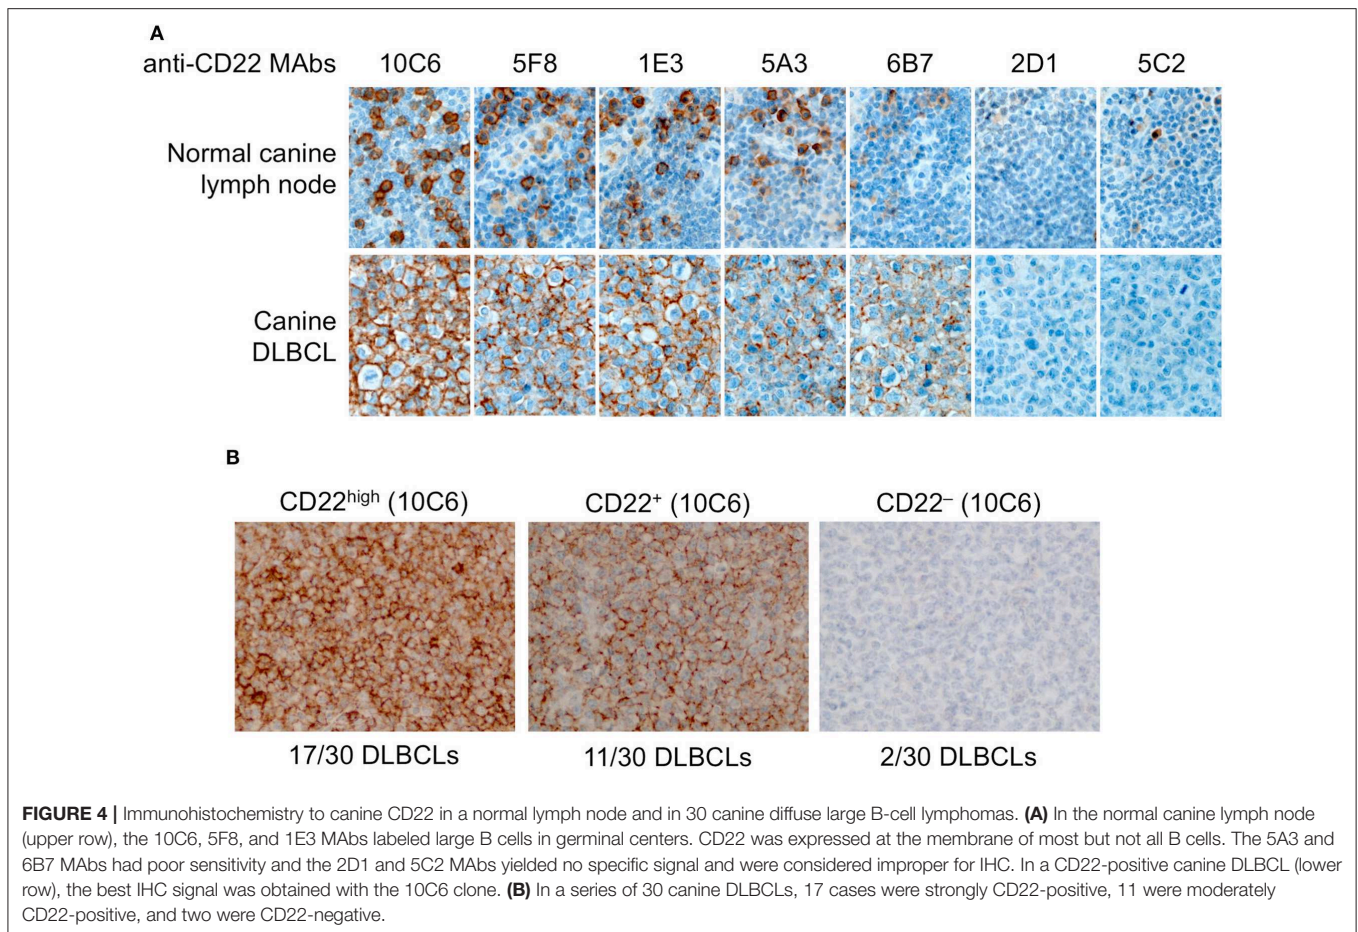 A
anti-CD22 MAbs 10C6 5F8 1E3 5A3 6B7 2D1 5C2
Normal canine
lymph node
Canine
DLBCL
B
CD22high (10C6) CD22+ (10C6) CD22– (10C6)
17/30 DLBCLs 11/30 DLBCLs 2/30 DLBCLs
FIGURE 4 | Immunohistochemistry to canine CD22 in a normal lymph node and in 30 canine diffuse large B-cell lymphomas. (A) In the normal canine lymph node
(upper row), the 10C6, 5F8, and 1E3 MAbs labeled large B cells in germinal centers. CD22 was expressed at the membrane of most but not all B cells. The 5A3 and
6B7 MAbs had poor sensitivity and the 2D1 and 5C2 MAbs yielded no specific signal and were considered improper for IHC. In a CD22-positive canine DLBCL (lower
row), the best IHC signal was obtained with the 10C6 clone. (B) In a series of 30 canine DLBCLs, 17 cases were strongly CD22-positive, 11 were moderately
CD22-positive, and two were CD22-negative.